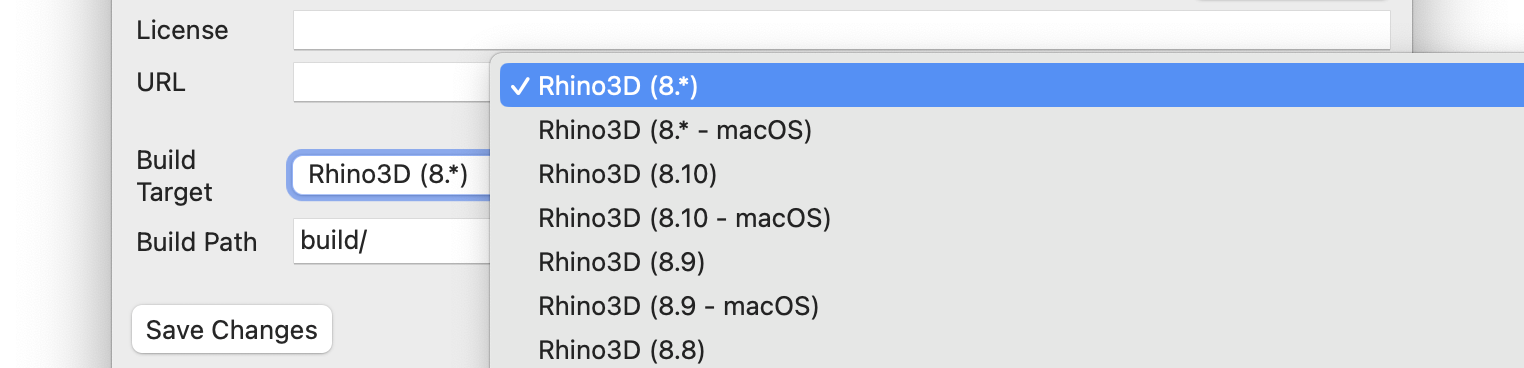 License
URL
Build
Target
Rhino3D (8.*)
Build Path
build/
Save Changes
✓ Rhino3D (8.*)
Rhino3D (8.* - macOS)
Rhino3D (8.10)
Rhino3D (8.10 - macOS)
Rhino3D (8.9)
Rhino3D (8.9 - macOS)
Rhino3D (8.8)